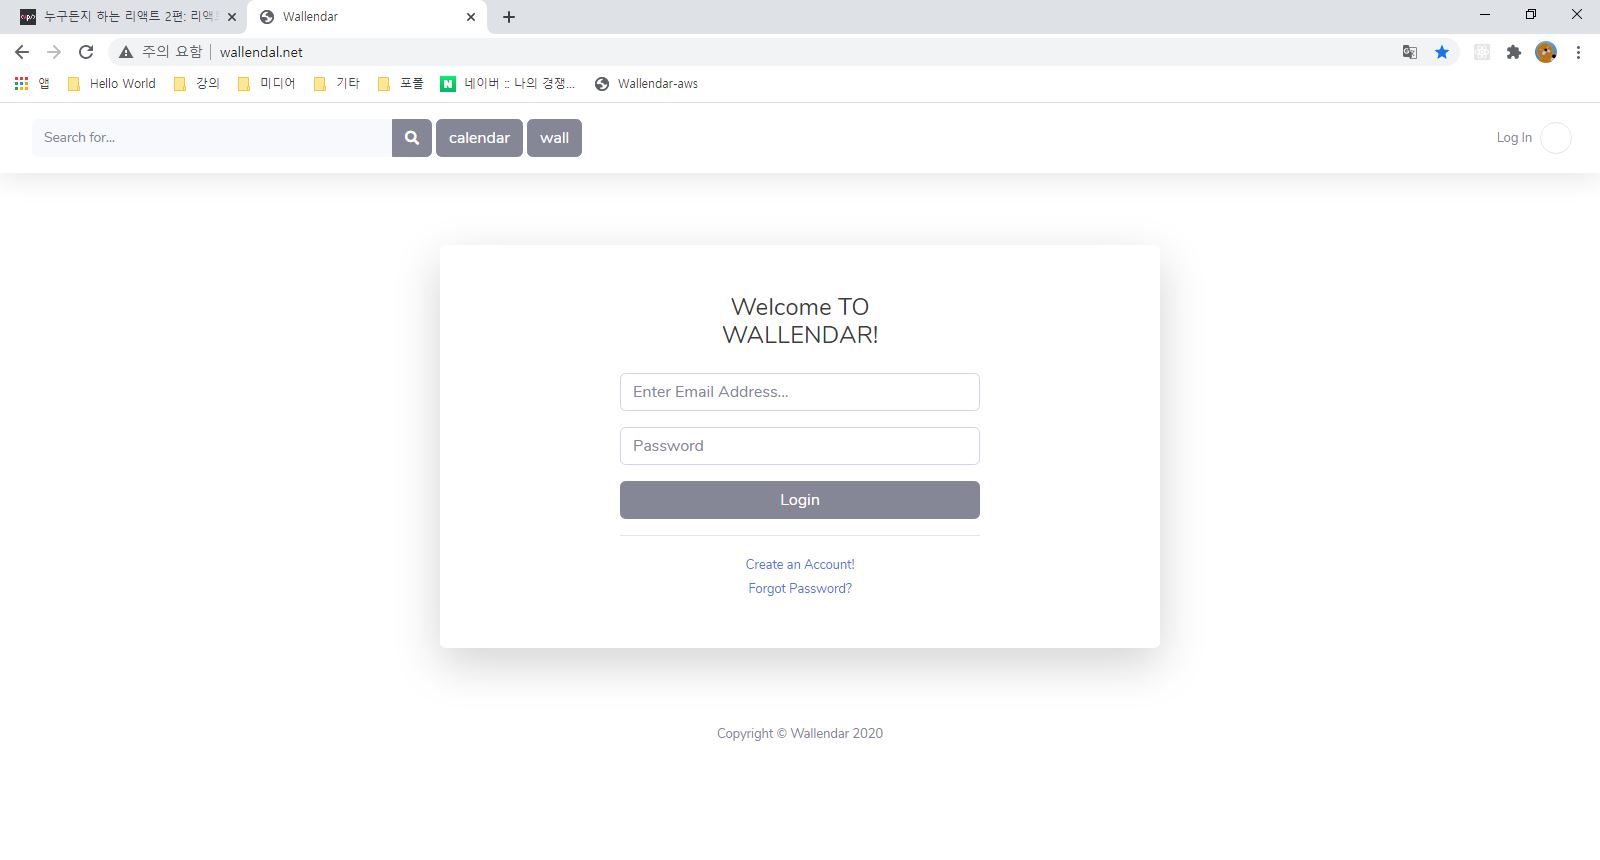 누구든지 하는 리액트 2편: 리액트
Wallendar
주의 요함 wallendal.net
앱 Hello World 강의 미디어 기타 포폴 네이버 :: 나의 경쟁... Wallendar-aws
Search for... calendar wall Log In
Welcome TO
WALLENDAR!
Enter Email Address...
Password
Login
Create an Account!
Forgot Password?
Copyright © Wallendar 2020